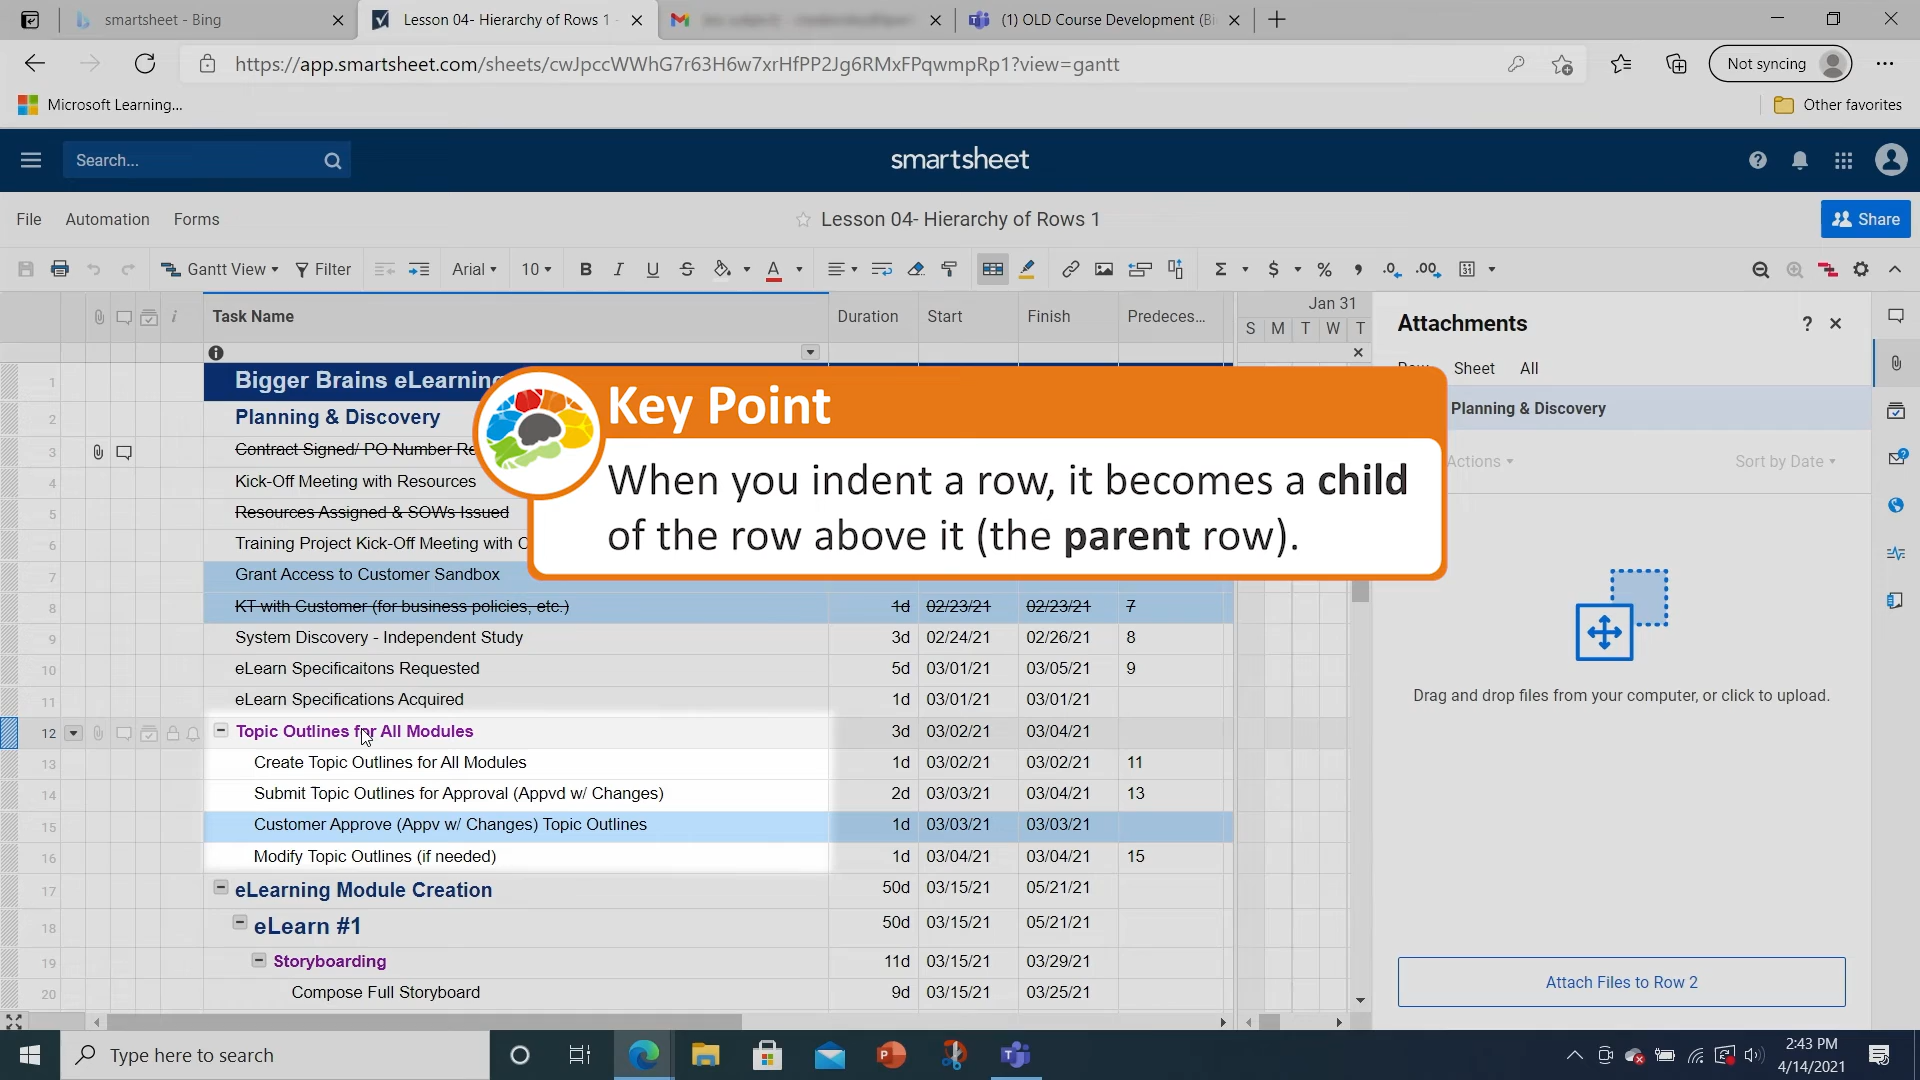 smartsheet - Bing
Lesson 04- Hierarchy of Rows 1 -
(1) OLD Course Development (Bi
https://app.smartsheet.com/sheets/cwJpccWWhG7r63H6w7xrHfPP2Jg6RMxFPqwmpRp1?view=gantt
Not syncing
Microsoft Learning...
Other favorites
Search...
smartsheet
File Automation Forms
Lesson 04- Hierarchy of Rows 1
Share
Gantt View Filter Arial 10 B I U S A Σ $ % .0 .00 31
Task Name Duration Start Finish Predeces...
Jan 31
S M T W T
Attachments
Sheet All
1 Bigger Brains eLearning
2 Planning & Discovery
Planning & Discovery
Key Point
When you indent a row, it becomes a child
of the row above it (the parent row).
3 Contract Signed/ PO Number Re
Actions Sort by Date
4 Kick-Off Meeting with Resources
5 Resources Assigned & SOWs Issued
6 Training Project Kick-Off Meeting with C
7 Grant Access to Customer Sandbox
8 KT with Customer (for business policies, etc.) 1d 02/23/21 02/23/21 7
9 System Discovery - Independent Study 3d 02/24/21 02/26/21 8
10 eLearn Specificaitons Requested 5d 03/01/21 03/05/21 9
11 eLearn Specifications Acquired 1d 03/01/21 03/01/21
12 Topic Outlines for All Modules 3d 03/02/21 03/04/21
13 Create Topic Outlines for All Modules 1d 03/02/21 03/02/21 11
14 Submit Topic Outlines for Approval (Appvd w/ Changes) 2d 03/03/21 03/04/21 13
15 Customer Approve (Appv w/ Changes) Topic Outlines 1d 03/03/21 03/03/21
16 Modify Topic Outlines (if needed) 1d 03/04/21 03/04/21 15
17 eLearning Module Creation 50d 03/15/21 05/21/21
18 eLearn #1 50d 03/15/21 05/21/21
19 Storyboarding 11d 03/15/21 03/29/21
20 Compose Full Storyboard 9d 03/15/21 03/25/21
Drag and drop files from your computer, or click to upload.
Attach Files to Row 2
Type here to search
2:43 PM
4/14/2021